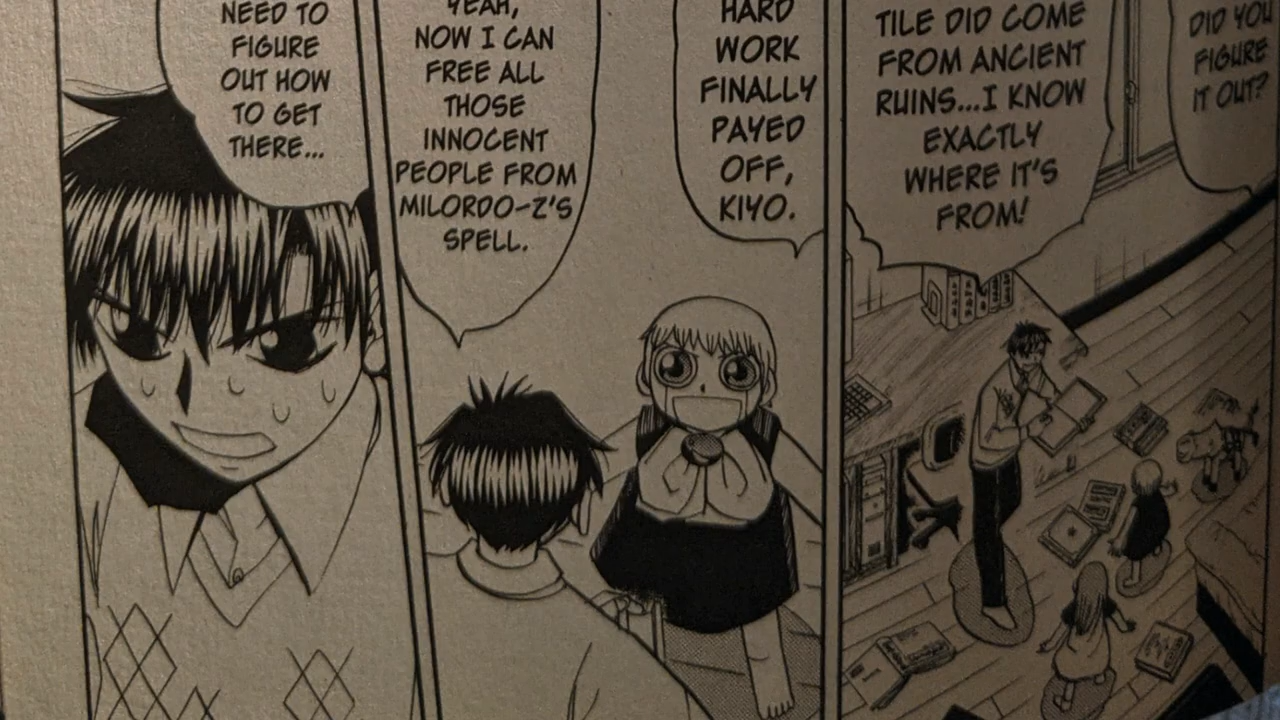 DID YOU
FIGURE
IT OUT?
TILE DID COME
FROM ANCIENT
RUINS...I KNOW
EXACTLY
WHERE IT'S
FROM!
HARD
WORK
FINALLY
PAYED
OFF,
KIYO.
YEAH,
NOW I CAN
FREE ALL
THOSE
INNOCENT
PEOPLE FROM
MILORDO-Z'S
SPELL.
NEED TO
FIGURE
OUT HOW
TO GET
THERE...